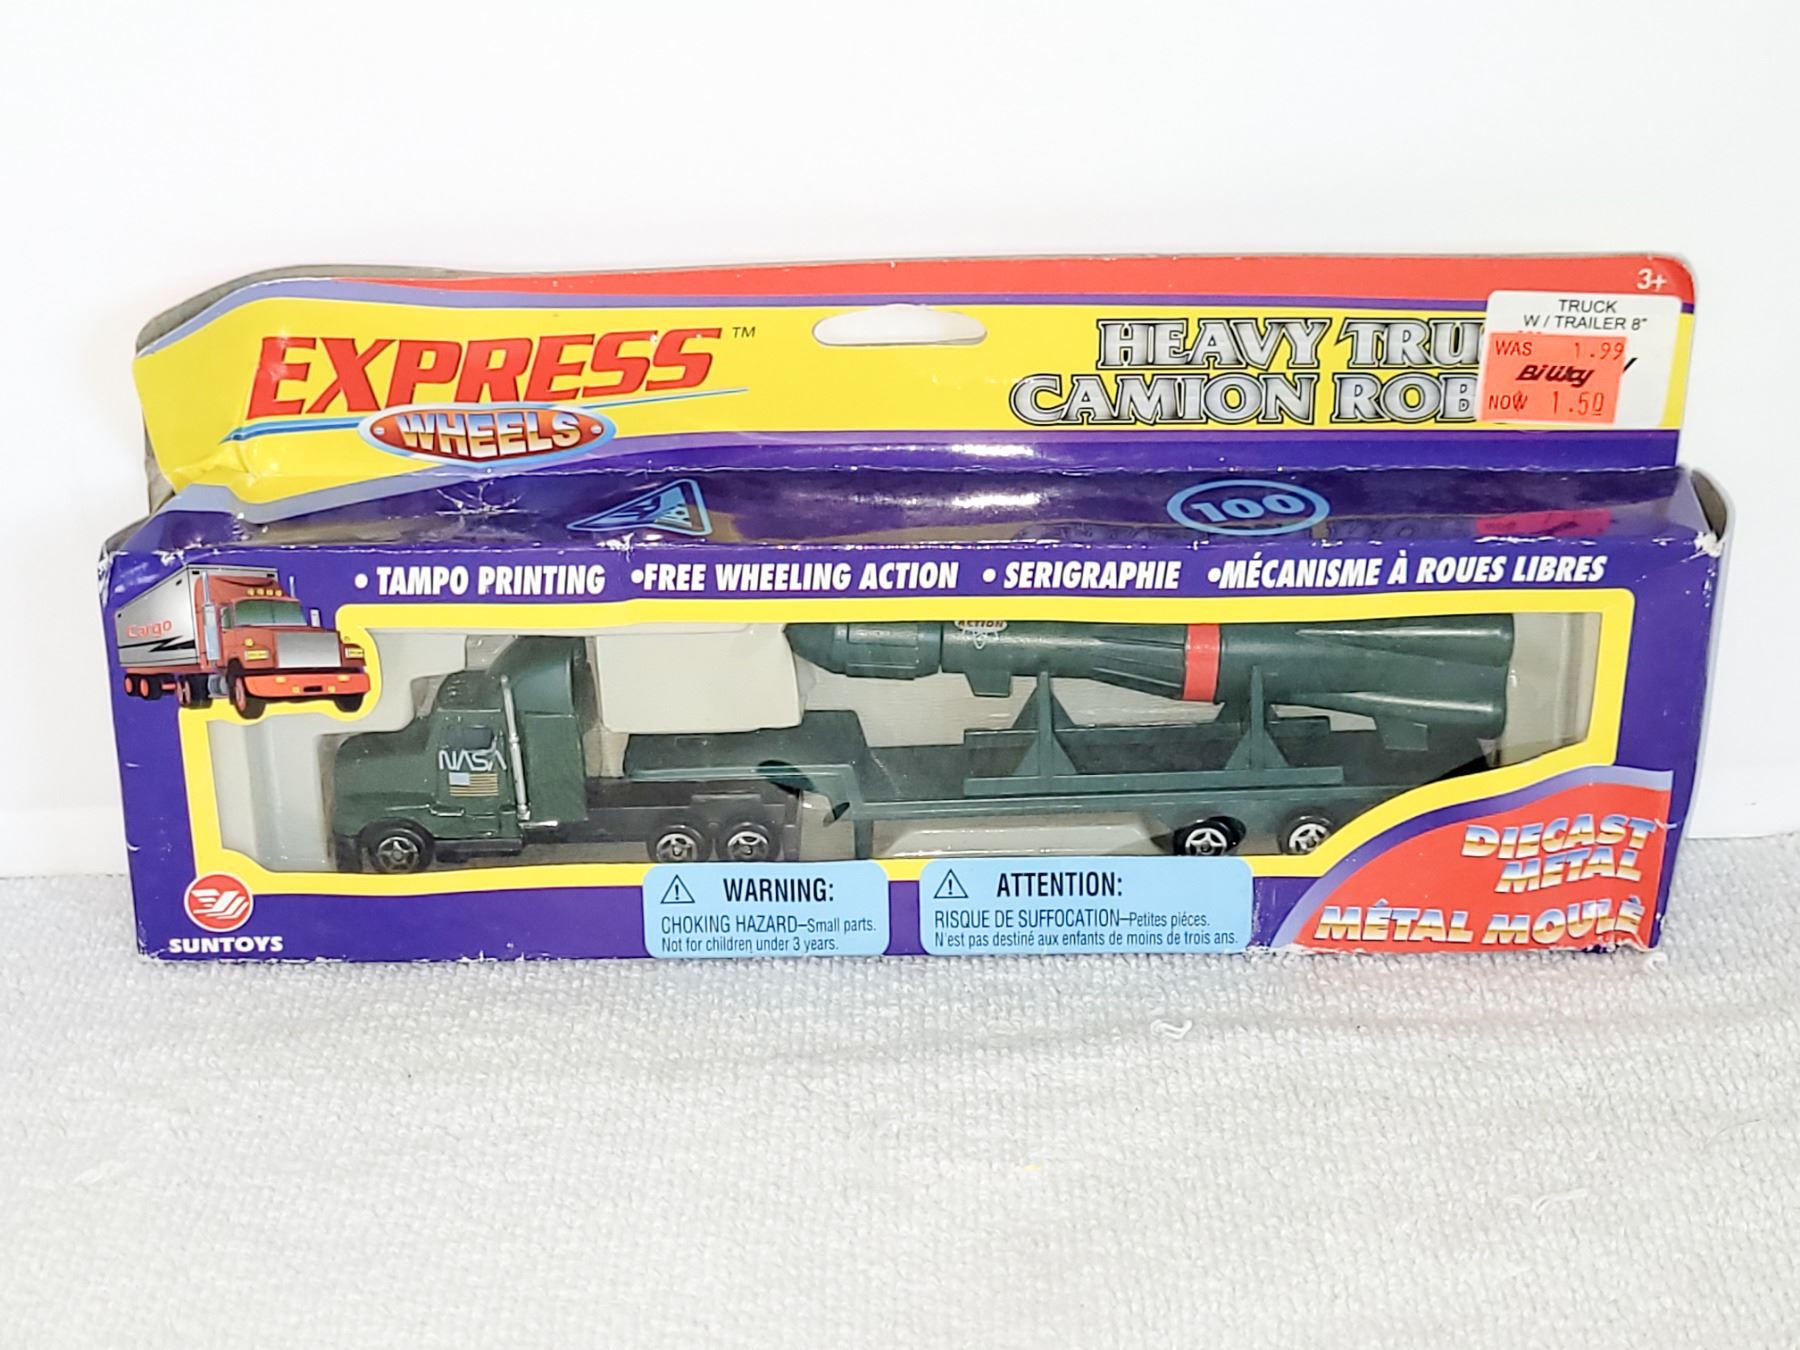 3+
EXPRESS™
WHEELS
HEAVY TRU
CAMION ROB
TRUCK
W/TRAILER 8"
WAS 1.99
BiWay
NOW 1.50
100
• TAMPO PRINTING • FREE WHEELING ACTION • SERIGRAPHIE • MÉCANISME À ROUES LIBRES
Cargo
ACTION
NASA
DIECAST
METAL
MÉTAL MOULÈ
SUNTOYS
WARNING:
CHOKING HAZARD–Small parts.
Not for children under 3 years.
ATTENTION:
RISQUE DE SUFFOCATION–Petites piéces.
N'est pas destiné aux enfants de moins de trois ans.